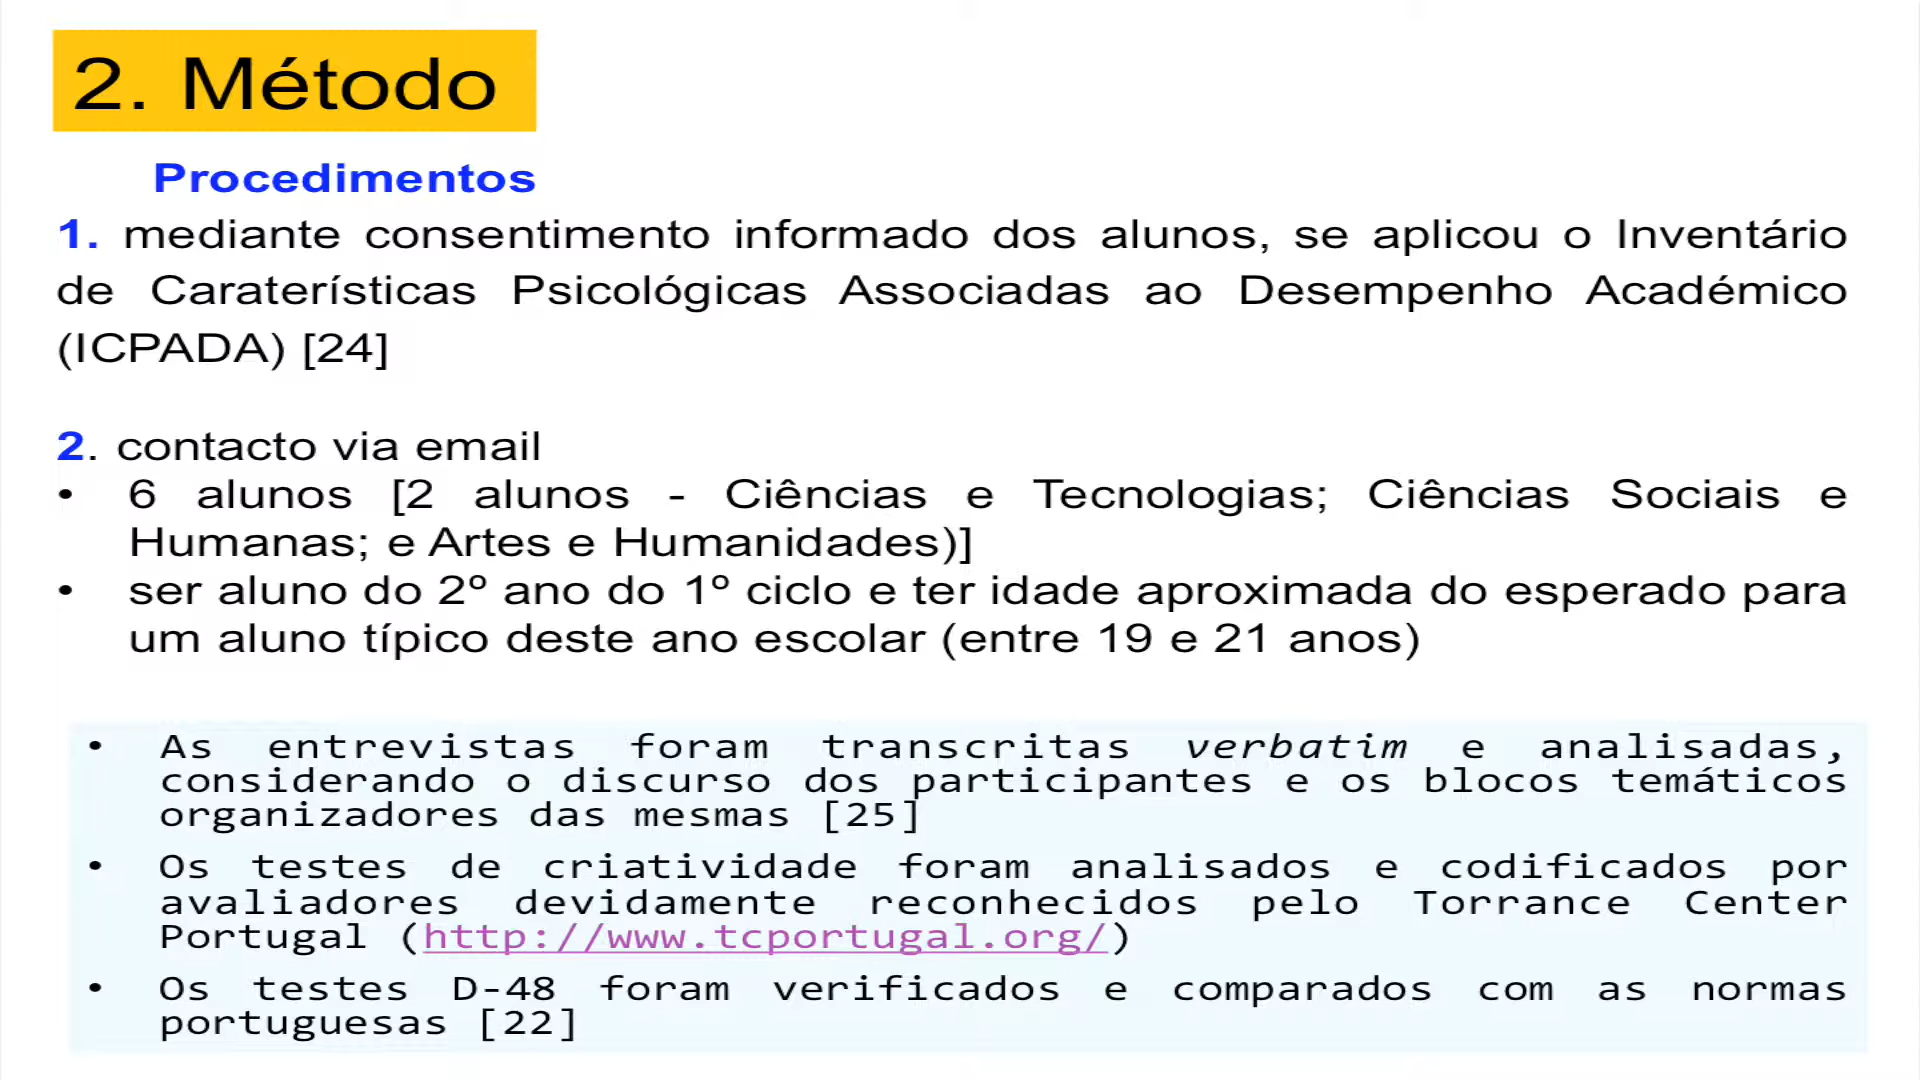 2. Método
Procedimentos
1. mediante consentimento informado dos alunos, se aplicou o Inventário
de Caraterísticas Psicológicas Associadas ao Desempenho Académico
(ICPADA) [24]
2. contacto via email
• 6 alunos [2 alunos - Ciências e Tecnologias; Ciências Sociais e
Humanas; e Artes e Humanidades)]
• ser aluno do 2º ano do 1º ciclo e ter idade aproximada do esperado para
um aluno típico deste ano escolar (entre 19 e 21 anos)
• As entrevistas foram transcritas verbatim e analisadas,
considerando o discurso dos participantes e os blocos temáticos
organizadores das mesmas [25]
• Os testes de criatividade foram analisados e codificados por
avaliadores devidamente reconhecidos pelo Torrance Center
Portugal (http://www.tcportugal.org/)
• Os testes D-48 foram verificados e comparados com as normas
portuguesas [22]